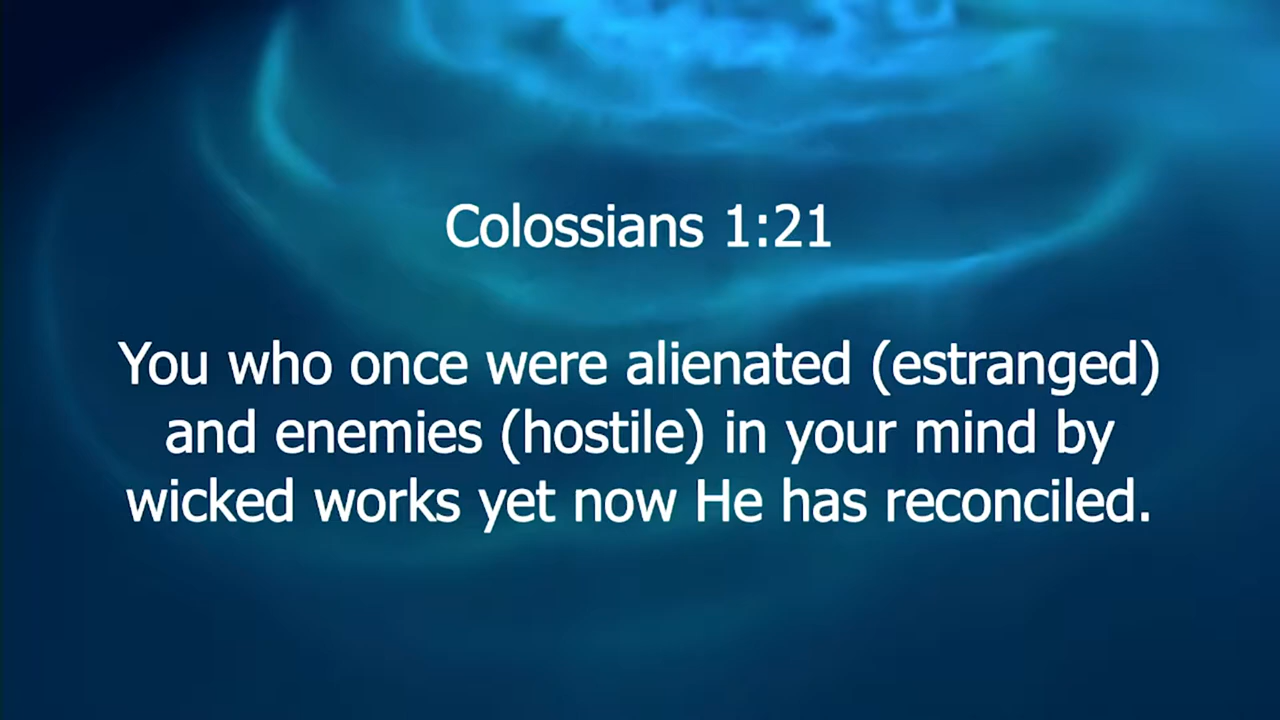 Colossians 1:21
You who once were alienated (estranged)
and enemies (hostile) in your mind by
wicked works yet now He has reconciled.